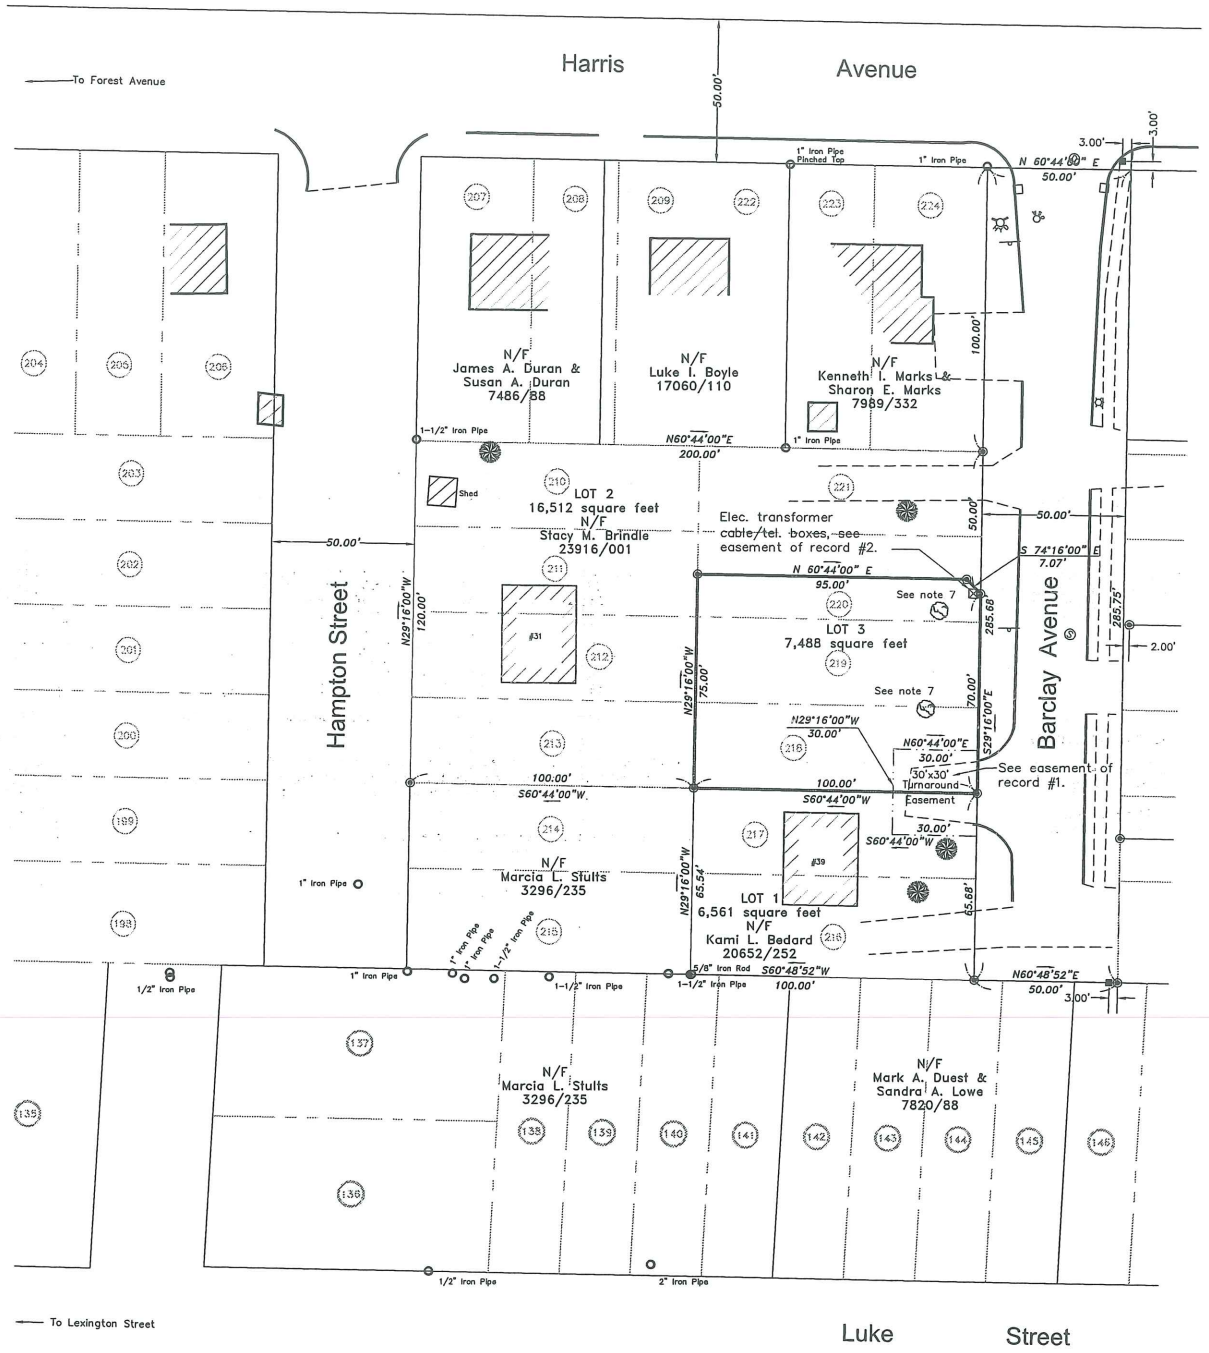 Harris Avenue
To Forest Avenue
50.00'
3.00'
3.00'
1" Iron Pipe
Pinched Top
1" Iron Pipe
N 60°44'00" E
50.00'
207
208
209
222
223
224
204
205
206
100.00'
N/F
James A. Duran &
Susan A. Duran
7486/88
N/F
Luke I. Boyle
17060/110
N/F
Kenneth I. Marks &
Sharon E. Marks
7989/332
1-1/2" Iron Pipe
N60°44'00"E
200.00'
1" Iron Pipe
203
210
221
Shed
LOT 2
16,512 square feet
N/F
Stacy M. Brindle
23916/001
50.00'
50.00'
Elec. transformer
cable/tel. boxes, see
easement of record #2.
50.00'
S 74°16'00" E
7.07'
202
211
N 60°44'00" E
95.00'
220
See note 7
285.68'
285.75'
Hampton Street
N29°16'00"W
120.00'
#31
LOT 3
7,488 square feet
219
Barclay Avenue
S
2.00'
201
212
N29°16'00"W
75.00'
See note 7
70.00'
S29°16'00"E
N29°16'00"W
30.00'
200
213
218
N60°44'00"E
30.00'
30'x30'
Turnaround
Easement
See easement of
record #1.
100.00'
S60°44'00"W
100.00'
S60°44'00"W
30.00'
S60°44'00"W
199
214
217
#39
N/F
Marcia L. Stults
3296/235
1" Iron Pipe
N29°16'00"W
65.54'
65.68'
LOT 1
6,561 square feet
N/F
Kami L. Bedard
20652/252
198
215
216
1" Iron Pipe
1" Iron Pipe
1-1/2" Iron Pipe
1/2" Iron Pipe
1" Iron Pipe
1-1/2" Iron Pipe
5/8" Iron Rod
1-1/2" Iron Pipe
S60°48'52"W
100.00'
N60°48'52"E
50.00'
3.00'
137
N/F
Marcia L. Stults
3296/235
N/F
Mark A. Duest &
Sandra A. Lowe
7820/88
135
138
139
140
141
142
143
144
145
146
136
1/2" Iron Pipe
2" Iron Pipe
To Lexington Street
Luke Street